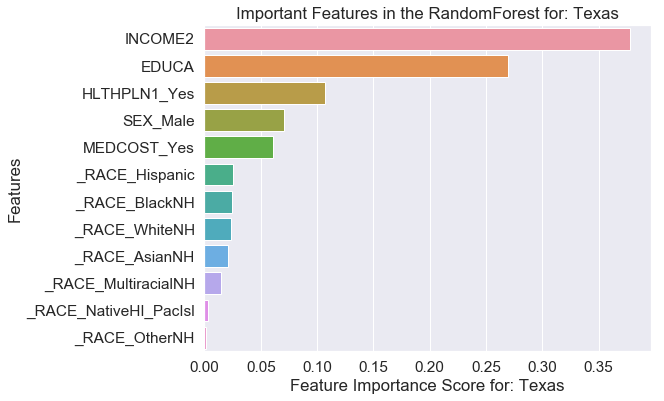 Important Features in the RandomForest for: Texas
INCOME2
EDUCA
HLTHPLN1_Yes
SEX_Male
MEDCOST_Yes
_RACE_Hispanic
_RACE_BlackNH
_RACE_WhiteNH
_RACE_AsianNH
_RACE_MultiracialNH
_RACE_NativeHI_PacIsl
_RACE_OtherNH
Features
0.00 0.05 0.10 0.15 0.20 0.25 0.30 0.35
Feature Importance Score for: Texas